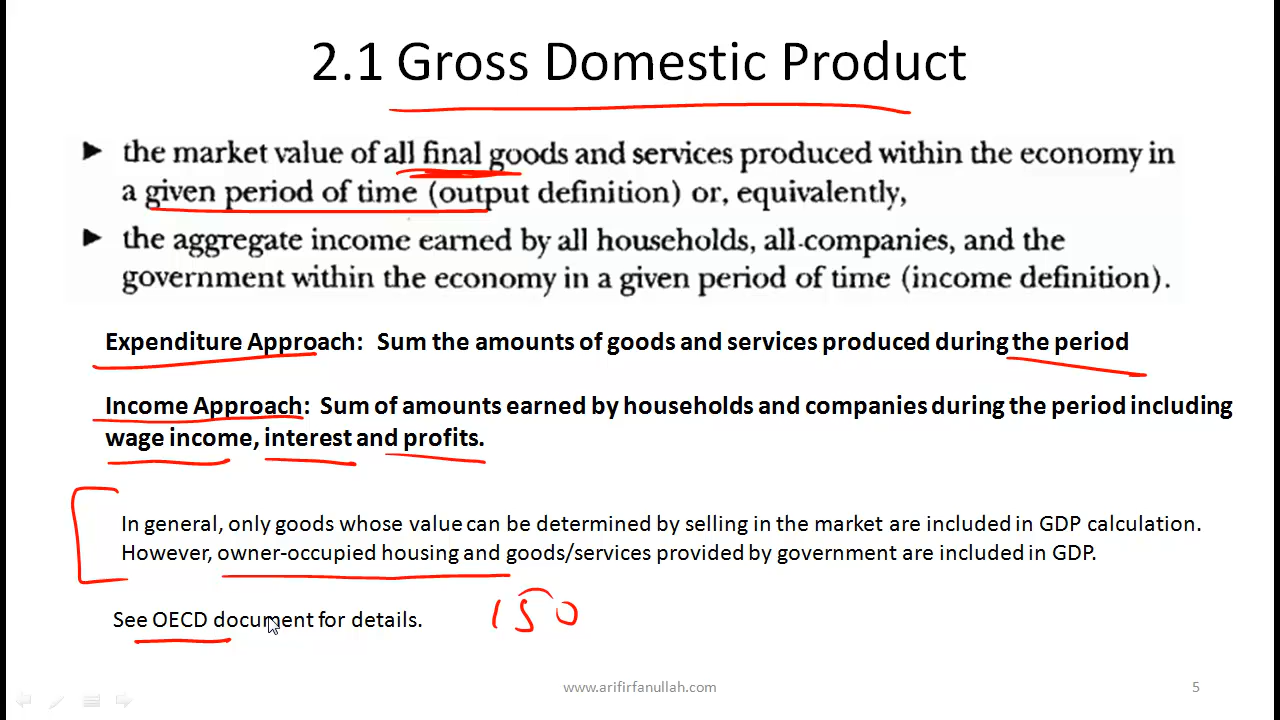 2.1 Gross Domestic Product
► the market value of all final goods and services produced within the economy in
a given period of time (output definition) or, equivalently,
► the aggregate income earned by all households, all companies, and the
government within the economy in a given period of time (income definition).
Expenditure Approach: Sum the amounts of goods and services produced during the period
Income Approach: Sum of amounts earned by households and companies during the period including
wage income, interest and profits.
In general, only goods whose value can be determined by selling in the market are included in GDP calculation.
However, owner-occupied housing and goods/services provided by government are included in GDP.
See OECD document for details.
150
www.arifirfanullah.com
5